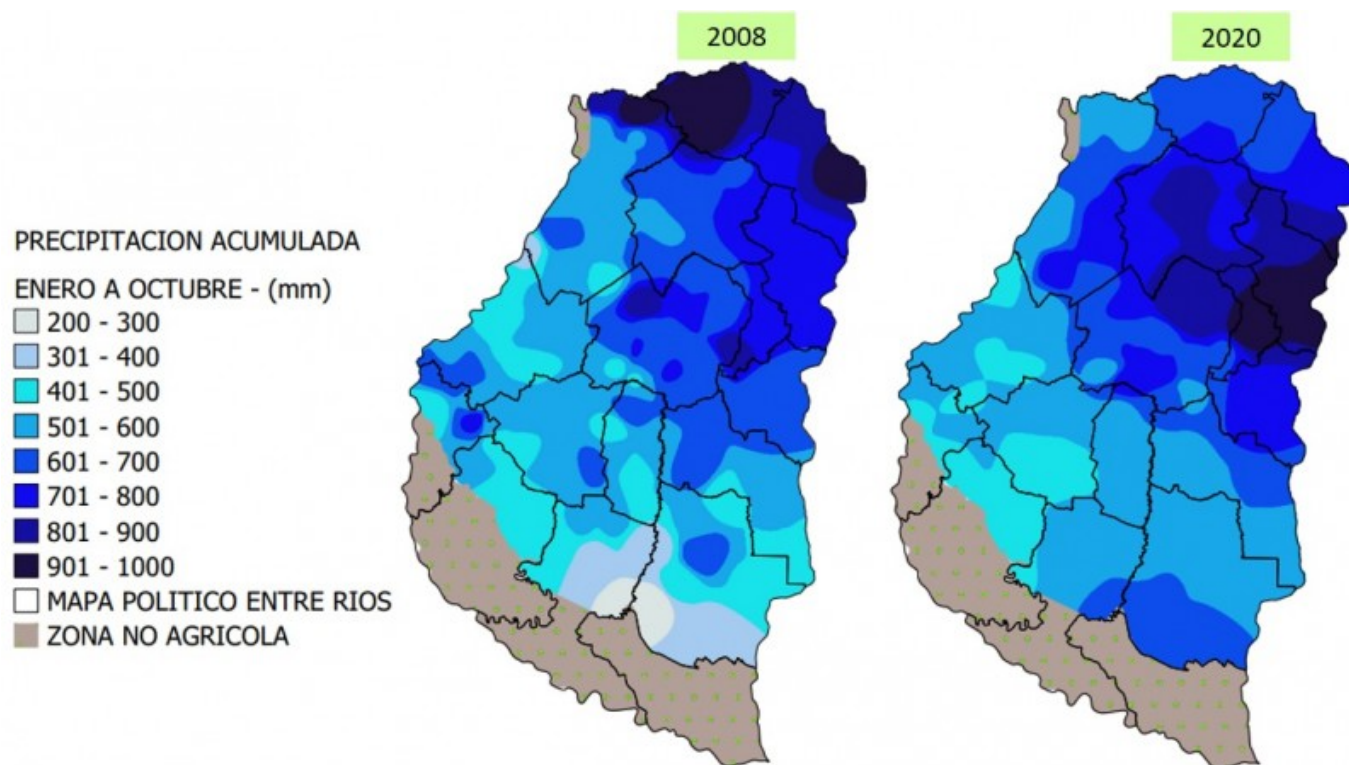 2008
2020
PRECIPITACION ACUMULADA
ENERO A OCTUBRE - (mm)
200 - 300
301 - 400
401 - 500
501 - 600
601 - 700
701 - 800
801 - 900
901 - 1000
MAPA POLITICO ENTRE RIOS
ZONA NO AGRICOLA